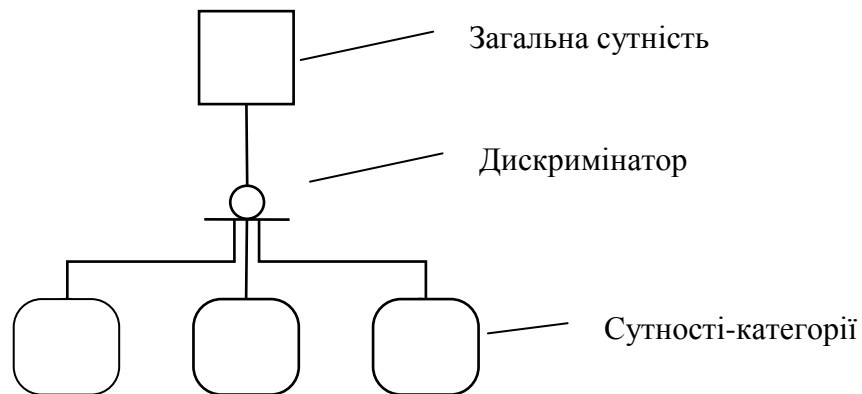 Загальна сутність
Дискримінатор
Сутності-категорії